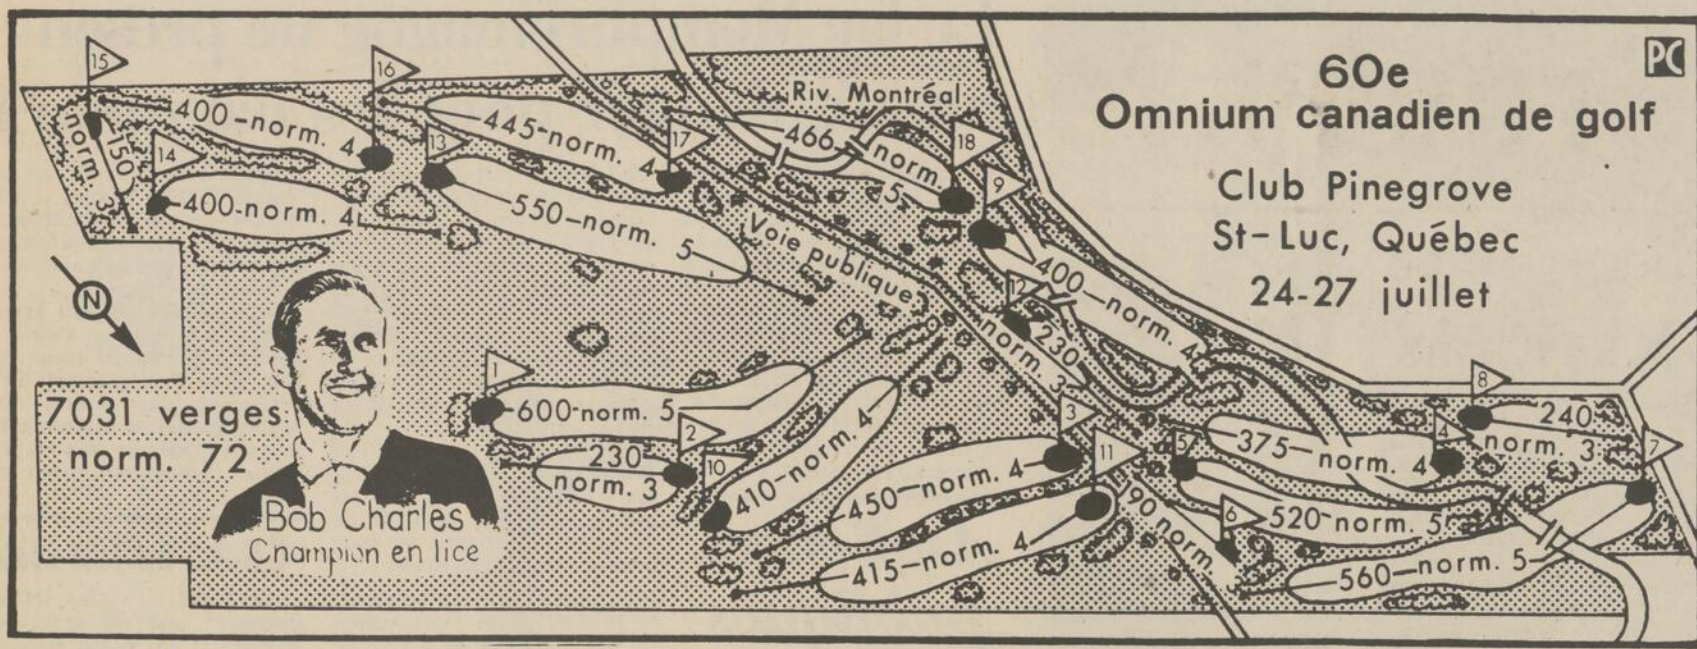 PC
60e
Omnium canadien de golf
Club Pinegrove
St-Luc, Québec
24-27 juillet
Riv. Montréal
Voie publique
N
7031 verges
norm. 72
Bob Charles
Champion en lice
15
150
norm. 3
16
400-norm. 4
14
400-norm. 4
13
550-norm. 5
17
445-norm. 4
18
466 norm. 5
9
400-norm. 4
12
230
norm. 3
1
600-norm. 5
2
230
norm. 3
10
410-norm. 4
3
450-norm. 4
11
415-norm. 4
4
375-norm. 4
5
520-norm. 5
6
190 norm.
7
560-norm. 5
8
240
norm. 3